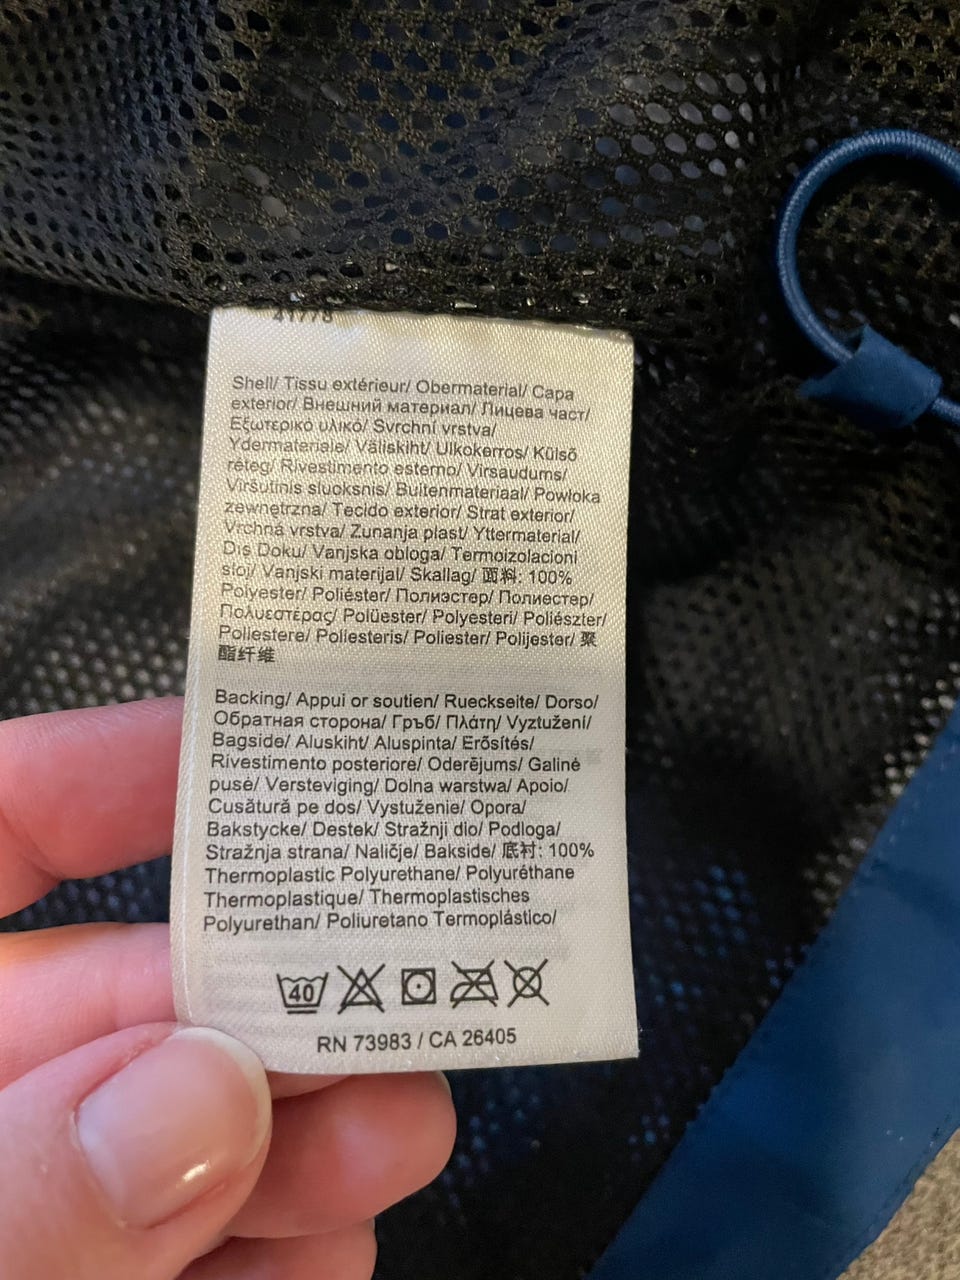 41778
Shell/ Tissu extérieur/ Obermaterial/ Capa
exterior/ Внешний материал/ Лицева част/
Εξωτερικό υλικό/ Svrchní vrstva/
Ydermateriale/ Väliskiht/ Ulkokerros/ Külső
réteg/ Rivestimento esterno/ Virsaudums/
Viršutinis sluoksnis/ Buitenmateriaal/ Powłoka
zewnętrzna/ Tecido exterior/ Strat exterior/
Vrchná vrstva/ Zunanja plast/ Yttermaterial/
Dış Doku/ Vanjska obloga/ Termoizolacioni
sloj/ Vanjski materijal/ Skallag/ 面料: 100%
Polyester/ Poliéster/ Полиэстер/ Полиестер/
Πολυεστέρας/ Polüester/ Polyesteri/ Poliészter/
Poliestere/ Poliesteris/ Poliester/ Polijester/ 聚
酯纤维
Backing/ Appui or soutien/ Rueckseite/ Dorso/
Обратная сторона/ Гръб/ Πλάτη/ Vyztužení/
Bagside/ Aluskiht/ Aluspinta/ Erősítés/
Rivestimento posteriore/ Oderējums/ Galinė
pusė/ Versteviging/ Dolna warstwa/ Apoio/
Cusătură pe dos/ Vystuženie/ Opora/
Bakstycke/ Destek/ Stražnji dio/ Podloga/
Stražnja strana/ Naličje/ Bakside/ 底衬: 100%
Thermoplastic Polyurethane/ Polyuréthane
Thermoplastique/ Thermoplastisches
Polyurethan/ Poliuretano Termoplástico/
40
RN 73983 / CA 26405